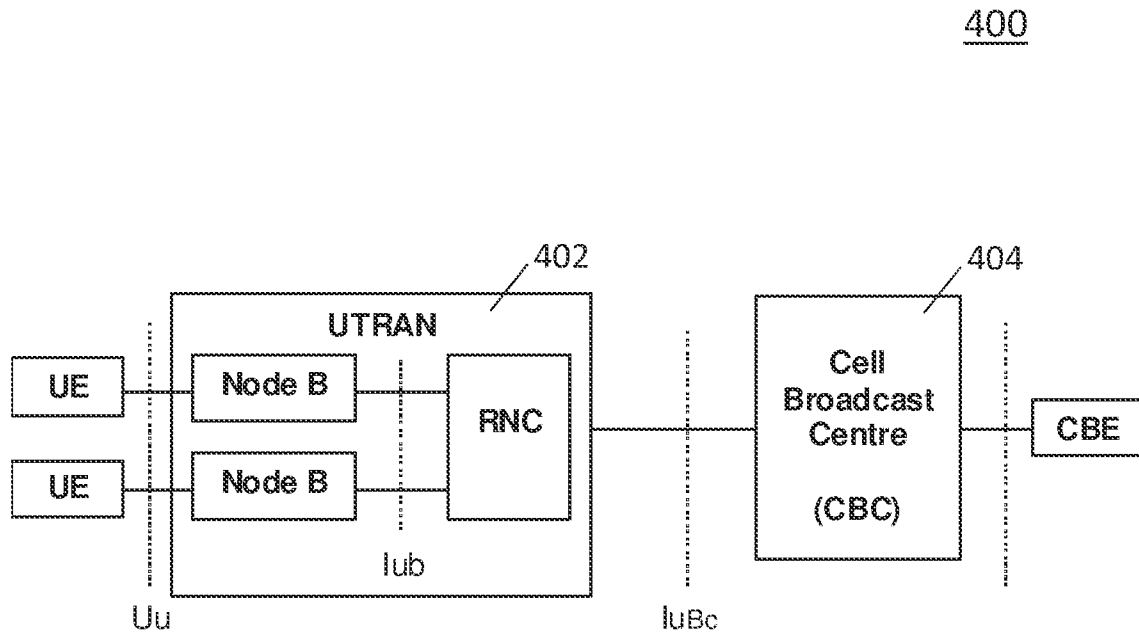 400
402
404
UTRAN
UE
Node B
RNC
Cell
Broadcast
Centre
(CBC)
CBE
UE
Node B
Iub
Uu
IuBc